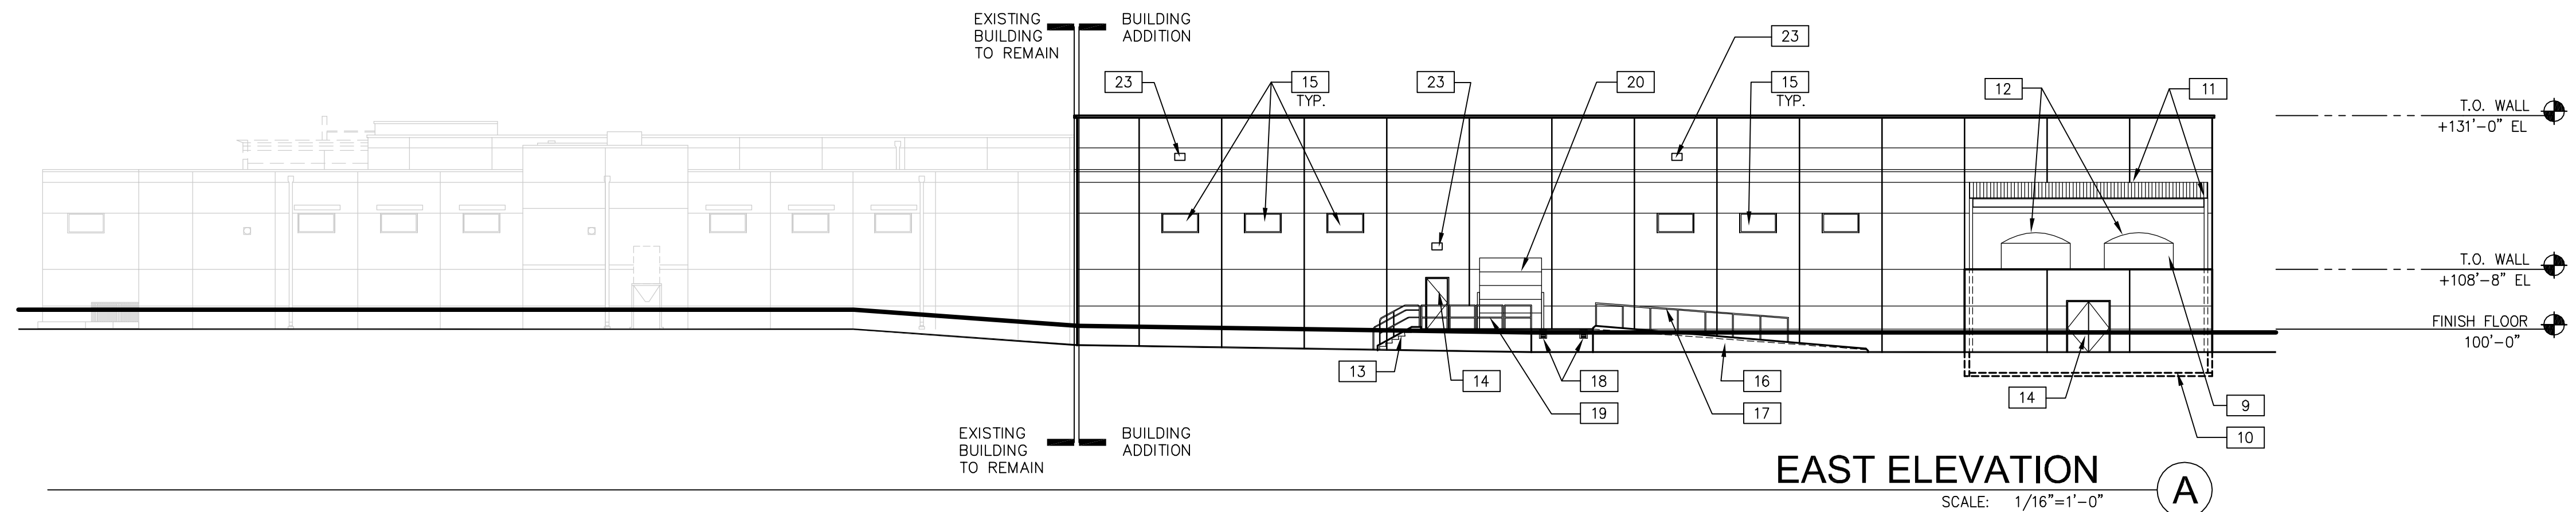 EXISTING
BUILDING
TO REMAIN
BUILDING
ADDITION
23
15
TYP.
23
20
23
15
TYP.
12
11
T.O. WALL
+131'-0" EL
T.O. WALL
+108'-8" EL
FINISH FLOOR
100'-0"
13
14
18
19
16
17
14
9
10
EXISTING
BUILDING
TO REMAIN
BUILDING
ADDITION
EAST ELEVATION
SCALE: 1/16"=1'-0"
A